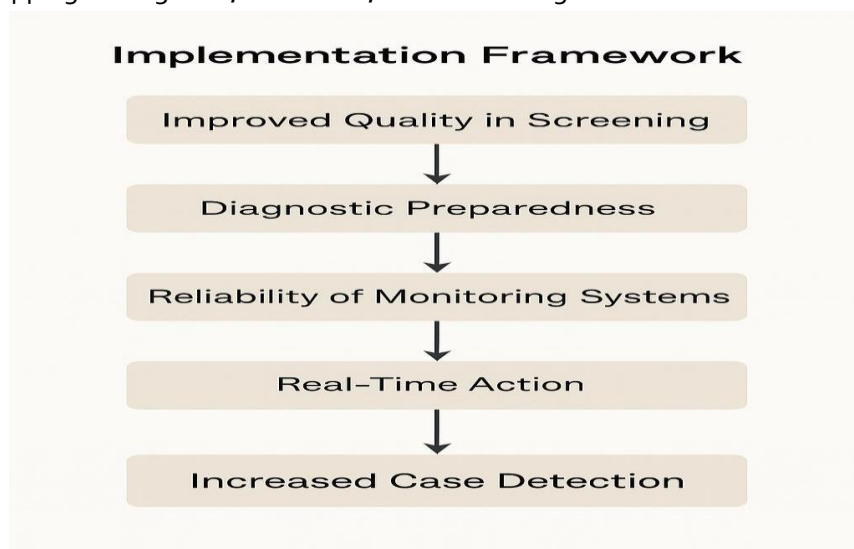 Implementation Framework
Improved Quality in Screening
Diagnostic Preparedness
Reliability of Monitoring Systems
Real-Time Action
Increased Case Detection